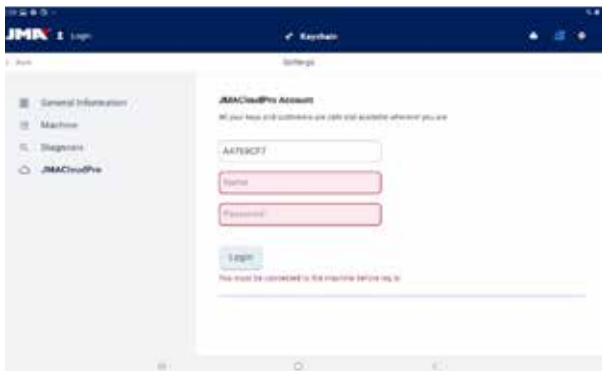 JMA Login Keychain
Back Settings
General Information
Machine
Diagnosis
JMACloudPro
JMACloudPro Account
All your keys and customers are safe and available wherever you are
Name
Password
Login
You must be connected to the machine before log in